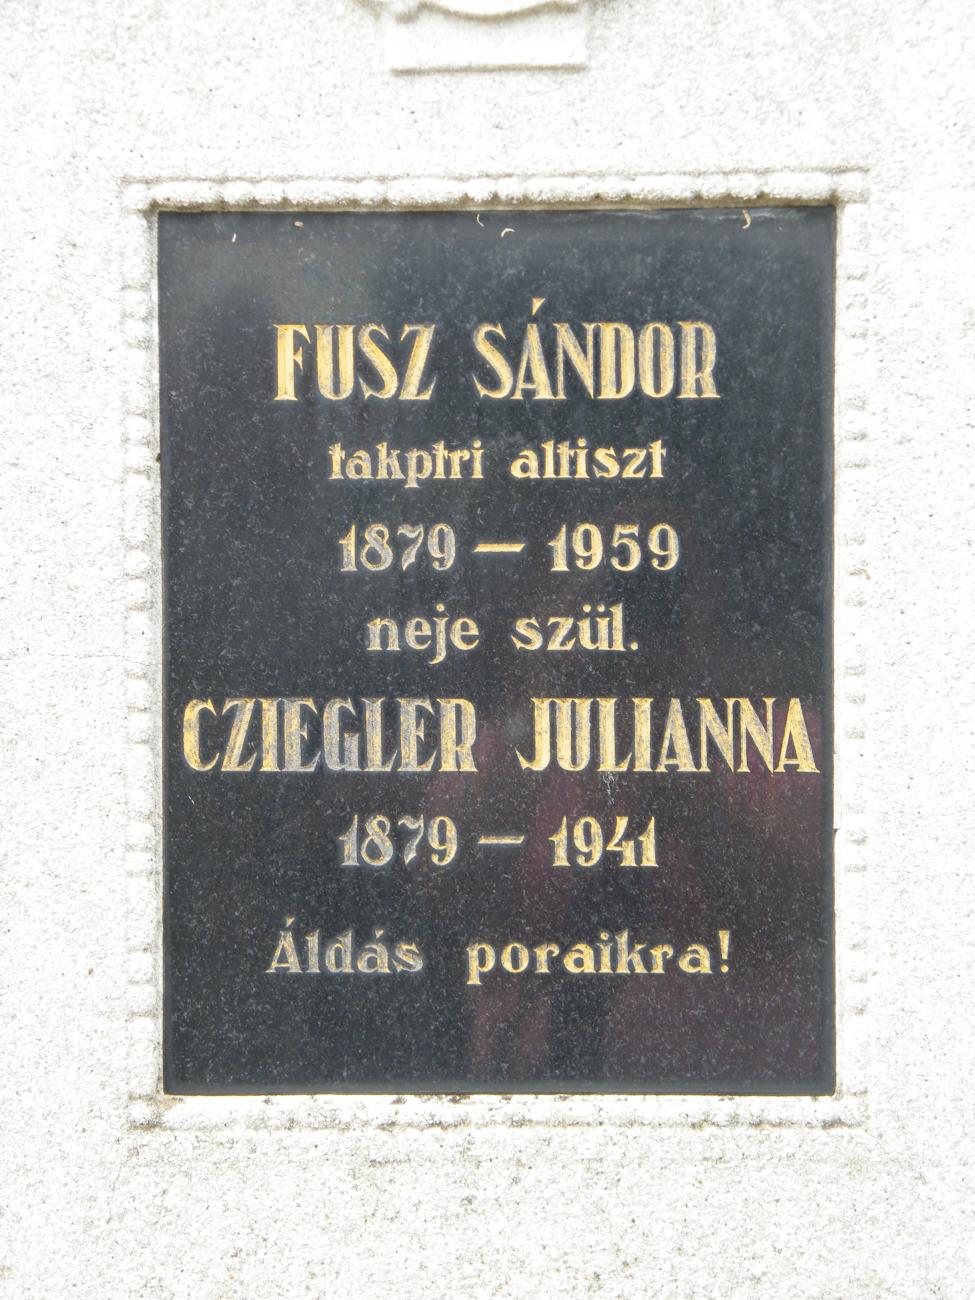 FUSZ SÁNDOR
takptri altiszt
1879 — 1959
neje szül.
CZIEGLER JULIANNA
1879 — 1941
Áldás poraikra!